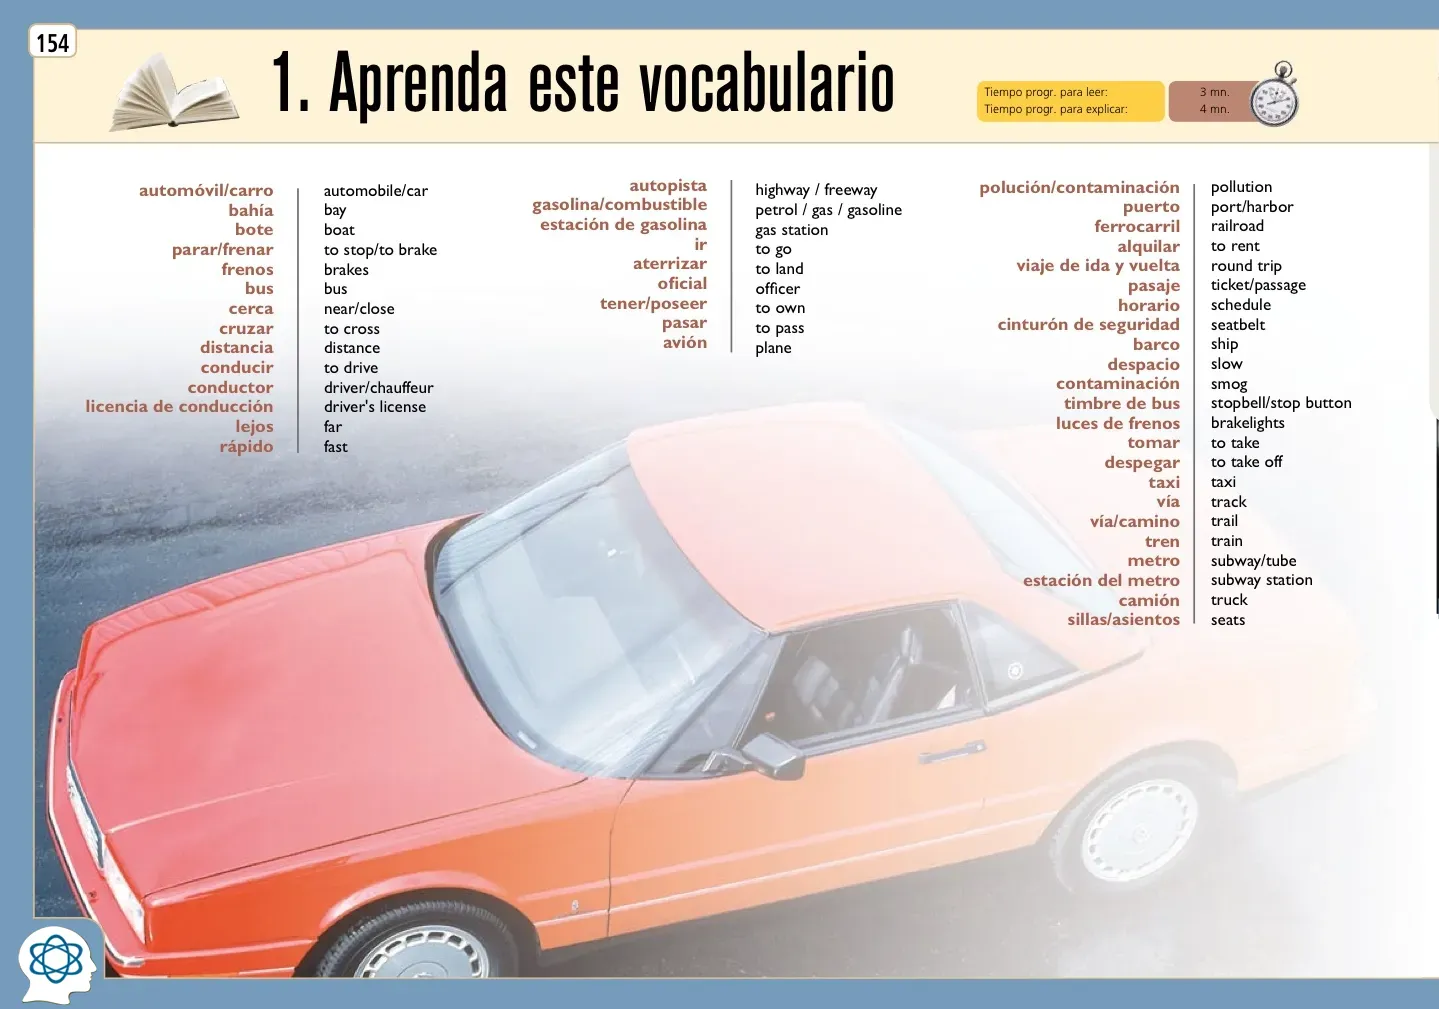 154
1. Aprenda este vocabulario
Tiempo progr. para leer: 3 mn.
Tiempo progr. para explicar: 4 mn.
automóvil/carro automobile/car
bahía bay
bote boat
parar/frenar to stop/to brake
frenos brakes
bus bus
cerca near/close
cruzar to cross
distancia distance
conducir to drive
conductor driver/chauffeur
licencia de conducción driver's license
lejos far
rápido fast
autopista highway / freeway
gasolina/combustible petrol / gas / gasoline
estación de gasolina gas station
ir to go
aterrizar to land
oficial officer
tener/poseer to own
pasar to pass
avión plane
polución/contaminación pollution
puerto port/harbor
ferrocarril railroad
alquilar to rent
viaje de ida y vuelta round trip
pasaje ticket/passage
horario schedule
cinturón de seguridad seatbelt
barco ship
despacio slow
contaminación smog
timbre de bus stopbell/stop button
luces de frenos brakelights
tomar to take
despegar to take off
taxi taxi
vía track
vía/camino trail
tren train
metro subway/tube
estación del metro subway station
camión truck
sillas/asientos seats